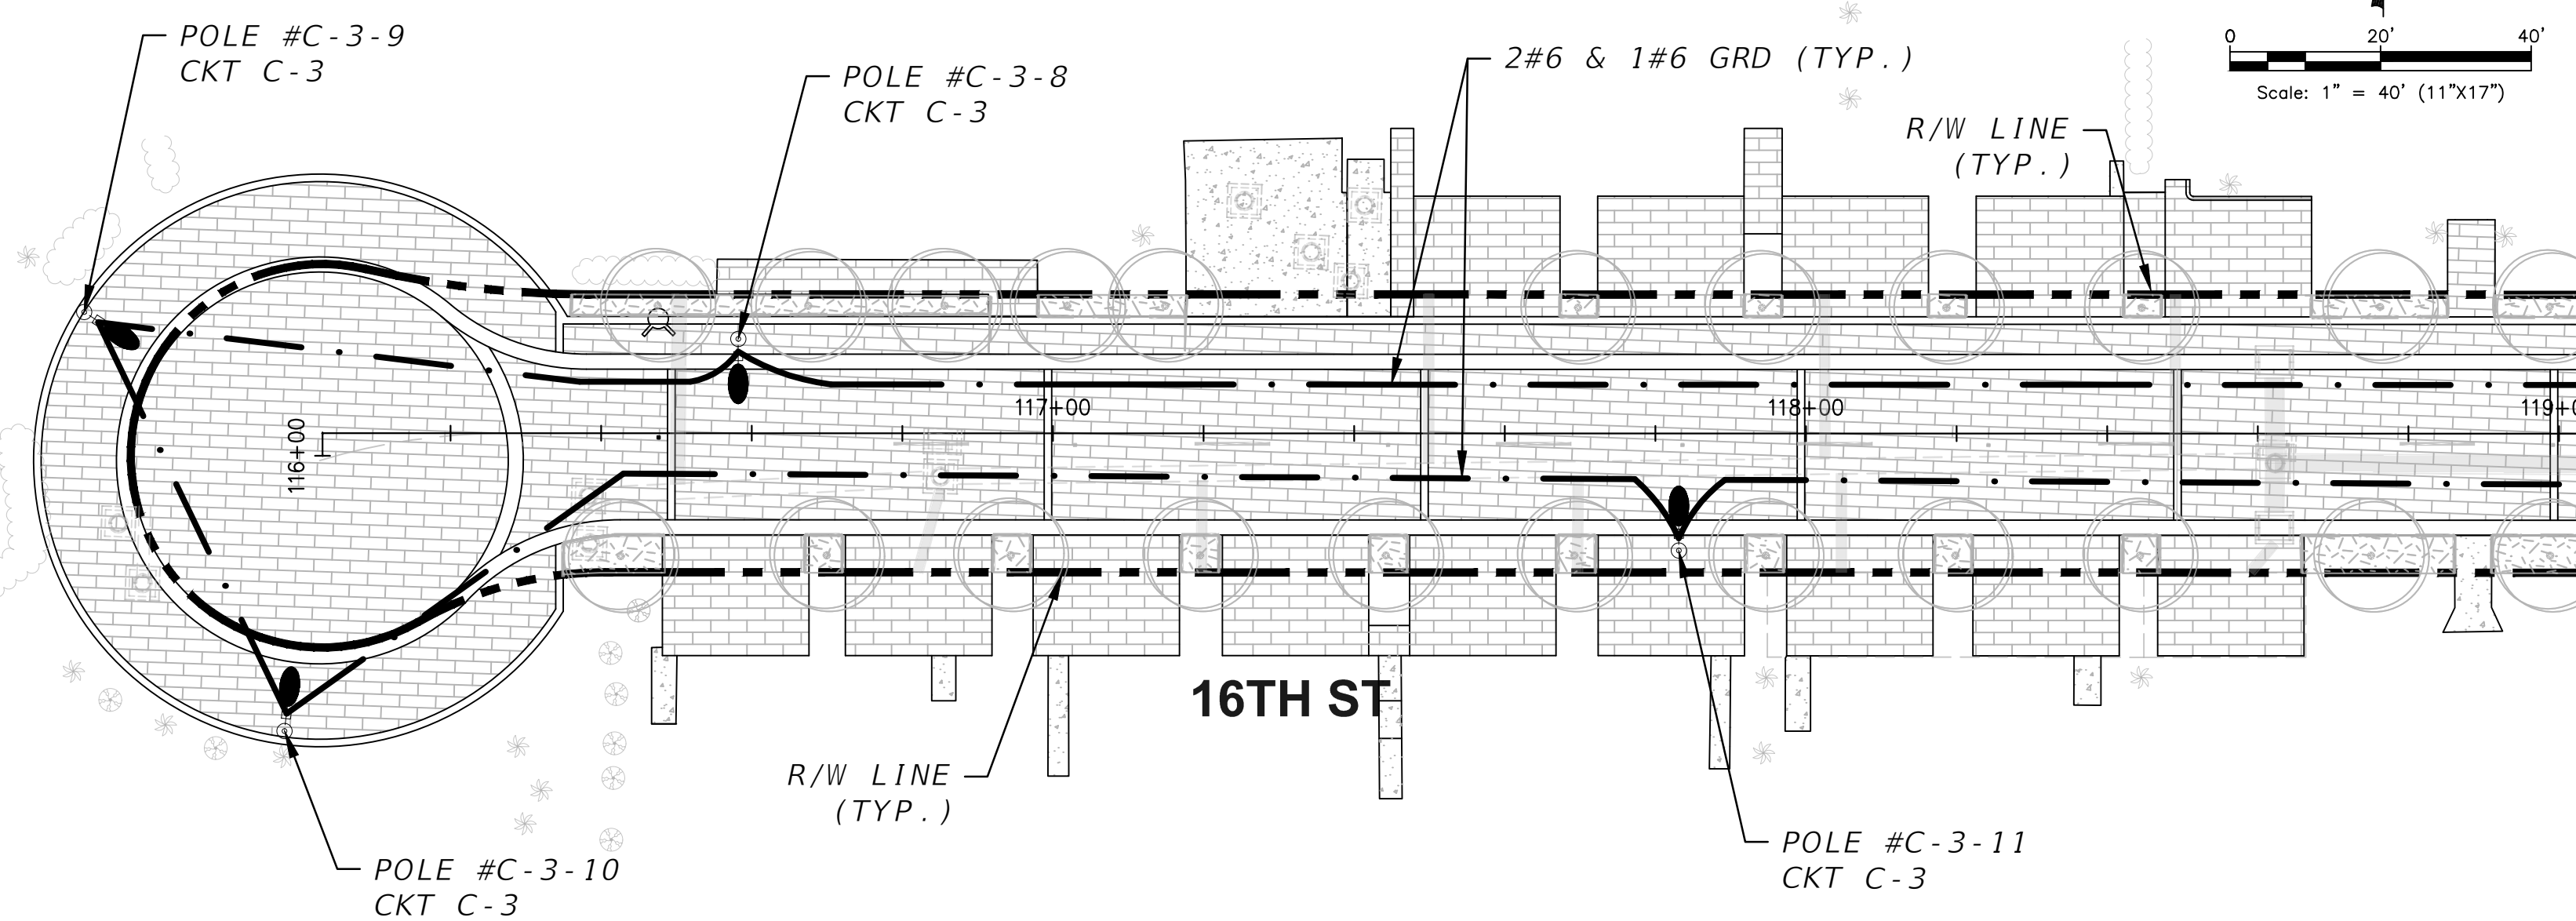 POLE #C-3-9
CKT C-3
POLE #C-3-8
CKT C-3
2#6 & 1#6 GRD (TYP.)
0 20' 40'
Scale: 1" = 40' (11"X17")
R/W LINE
(TYP.)
116+00
117+00
118+00
119+0
16TH ST
R/W LINE
(TYP.)
POLE #C-3-10
CKT C-3
POLE #C-3-11
CKT C-3